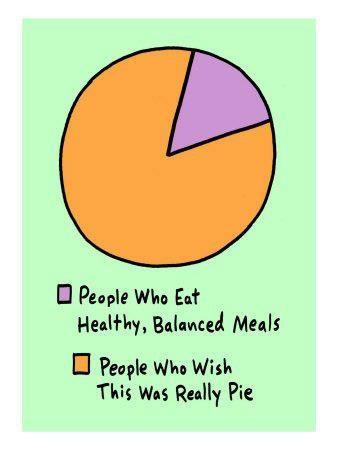 People Who Eat
Healthy, Balanced Meals
People Who Wish
This Was Really Pie